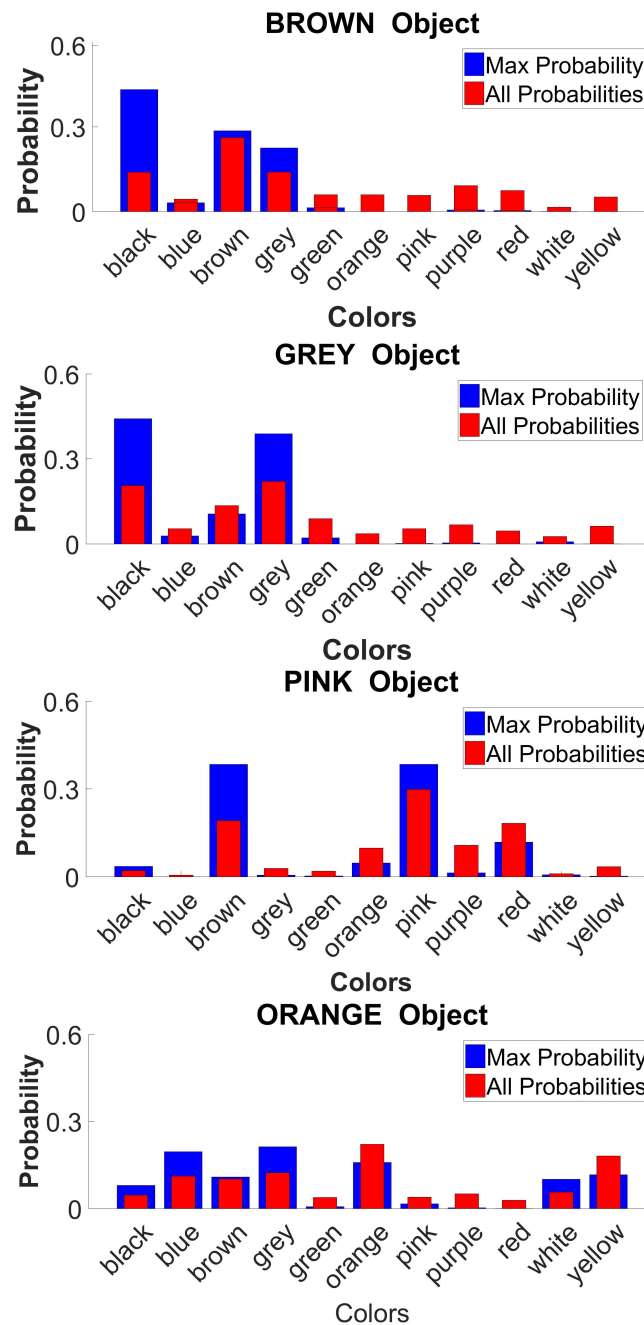 BROWN Object
Max Probability
All Probabilities
Probability
0.6
0.3
0
black blue brown grey green orange pink purple red white yellow
Colors
GREY Object
Max Probability
All Probabilities
Probability
0.6
0.3
0
black blue brown grey green orange pink purple red white yellow
Colors
PINK Object
Max Probability
All Probabilities
Probability
0.6
0.3
0
black blue brown grey green orange pink purple red white yellow
Colors
ORANGE Object
Max Probability
All Probabilities
Probability
0.6
0.3
0
black blue brown grey green orange pink purple red white yellow
Colors